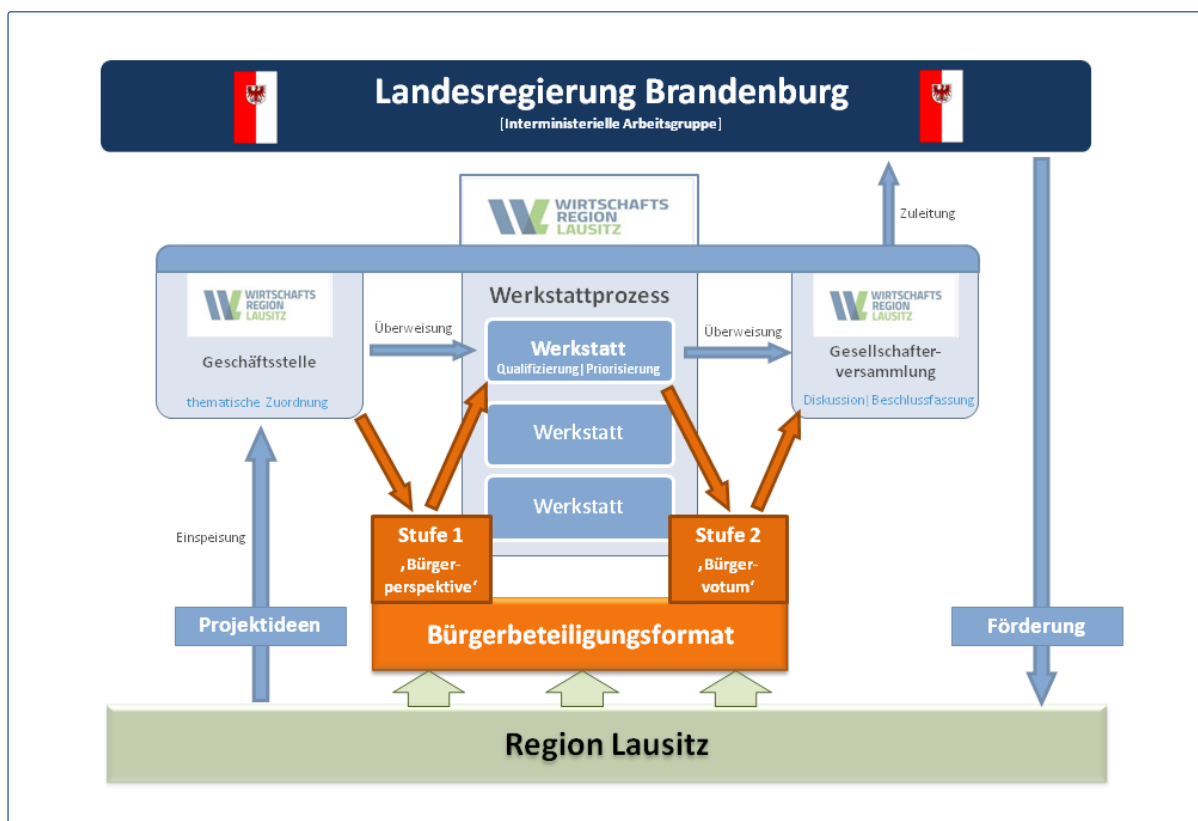 Landesregierung Brandenburg
[Interministerielle Arbeitsgruppe]
WIRTSCHAFTS
REGION
LAUSITZ
Zuleitung
WIRTSCHAFTS
REGION
LAUSITZ
Geschäftsstelle
thematische Zuordnung
Überweisung
Werkstattprozess
Werkstatt
Qualifizierung| Priorisierung
Werkstatt
Werkstatt
Überweisung
WIRTSCHAFTS
REGION
LAUSITZ
Gesellschafter-
versammlung
Diskussion| Beschlussfassung
Einspeisung
Stufe 1
‚Bürger-
perspektive‘
Stufe 2
‚Bürger-
votum‘
Projektideen
Bürgerbeteiligungsformat
Förderung
Region Lausitz